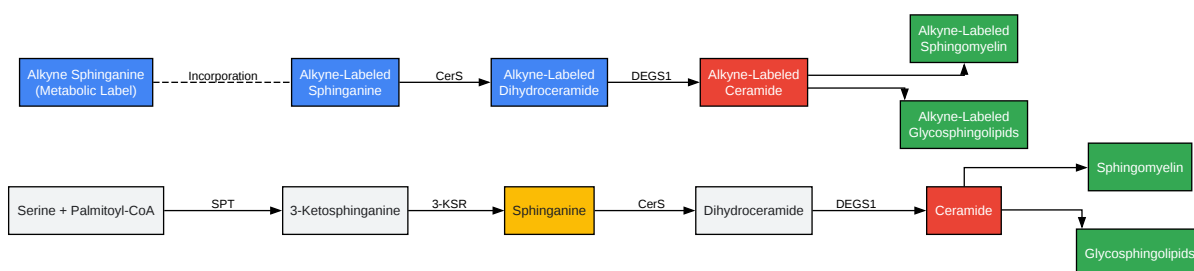 Alkyne Sphinganine
(Metabolic Label)
Incorporation
Alkyne-Labeled
Sphinganine
CerS
Alkyne-Labeled
Dihydroceramide
DEGS1
Alkyne-Labeled
Ceramide
Alkyne-Labeled
Sphingomyelin
Alkyne-Labeled
Glycosphingolipids
Serine + Palmitoyl-CoA
SPT
3-Ketosphinganine
3-KSR
Sphinganine
CerS
Dihydroceramide
DEGS1
Ceramide
Sphingomyelin
Glycosphingolipids